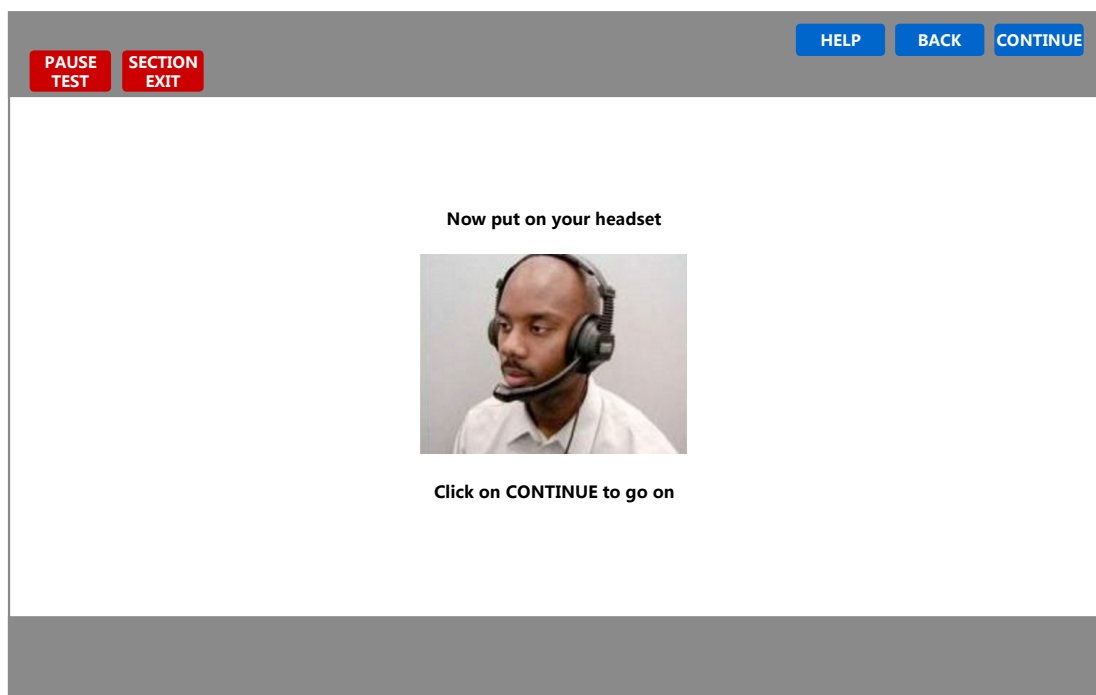 HELP BACK CONTINUE
PAUSE TEST
SECTION EXIT
Now put on your headset
Click on CONTINUE to go on